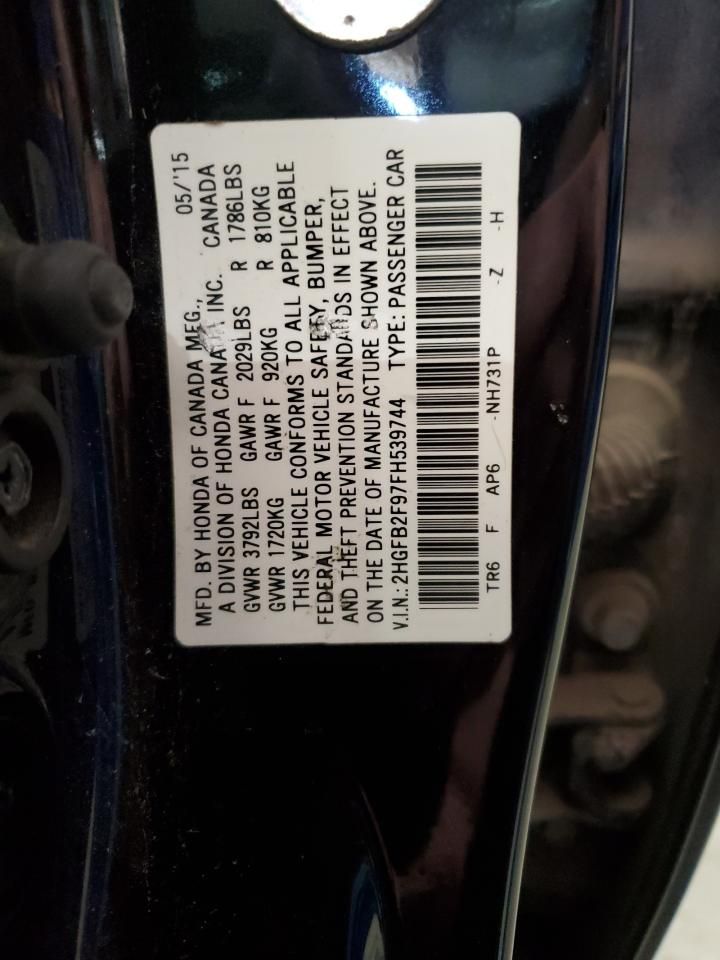 MFD. BY HONDA OF CANADA MFG., 05/'15
A DIVISION OF HONDA CANADA INC. CANADA
GVWR 3792LBS GAWR F 2029LBS R 1786LBS
GVWR 1720KG GAWR F 920KG R 810KG
THIS VEHICLE CONFORMS TO ALL APPLICABLE
FEDERAL MOTOR VEHICLE SAFETY, BUMPER,
AND THEFT PREVENTION STANDARDS IN EFFECT
ON THE DATE OF MANUFACTURE SHOWN ABOVE.
V.I.N.: 2HGFB2F97FH539744 TYPE: PASSENGER CAR
TR6 F AP6 -NH731P -Z -H